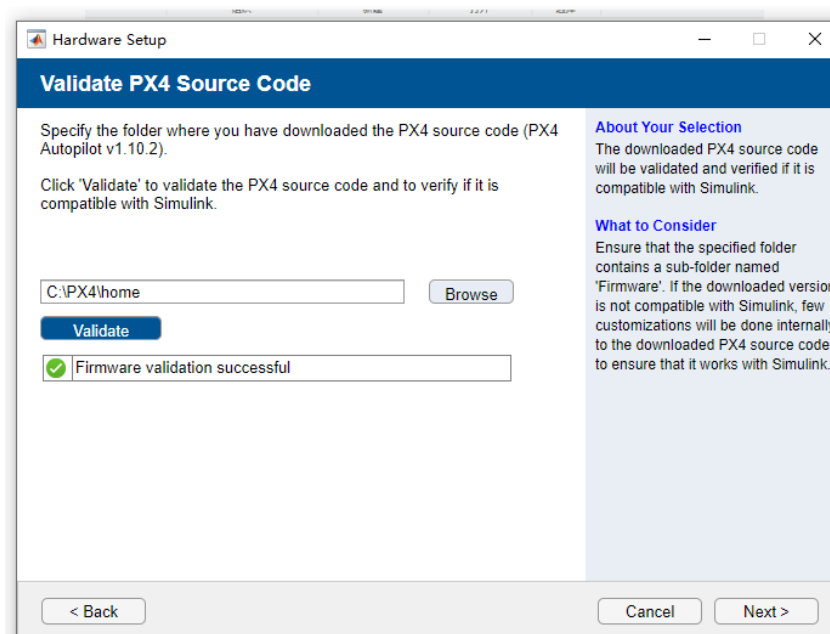 Hardware Setup
Validate PX4 Source Code
Specify the folder where you have downloaded the PX4 source code (PX4
Autopilot v1.10.2).
Click 'Validate' to validate the PX4 source code and to verify if it is
compatible with Simulink.
C:\PX4\home
Browse
Validate
Firmware validation successful
About Your Selection
The downloaded PX4 source code
will be validated and verified if it is
compatible with Simulink.
What to Consider
Ensure that the specified folder
contains a sub-folder named
'Firmware'. If the downloaded version
is not compatible with Simulink, few
customizations will be done internally
to the downloaded PX4 source code
to ensure that it works with Simulink.
< Back
Cancel
Next >